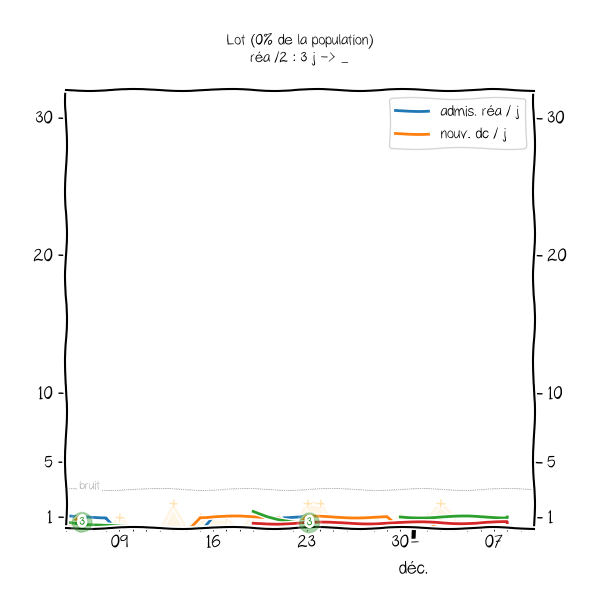 Lot (0% de la population)
réa /2 : 3 j -> _
admis. réa / j
nouv. dc / j
30
30
20
20
10
10
5
5
bruit
1
1
3
3
09
16
23
30
07
déc.